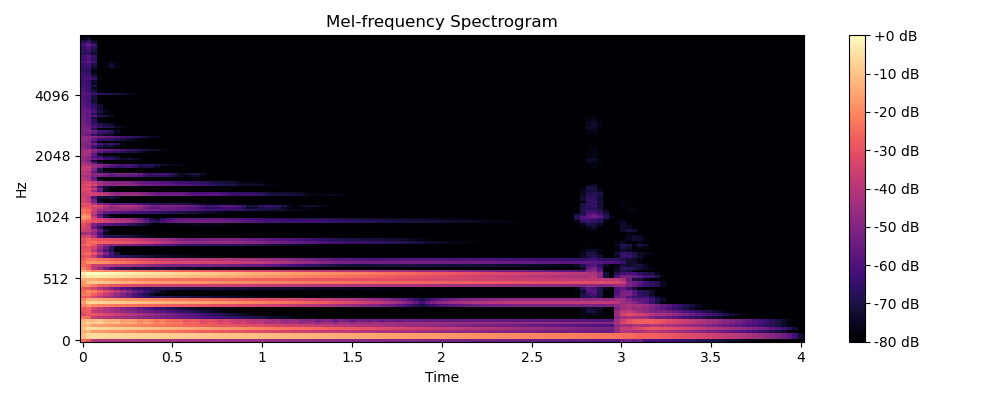 Mel-frequency Spectrogram
Hz
4096
2048
1024
512
0
0 0.5 1 1.5 2 2.5 3 3.5 4
Time
+0 dB
-10 dB
-20 dB
-30 dB
-40 dB
-50 dB
-60 dB
-70 dB
-80 dB